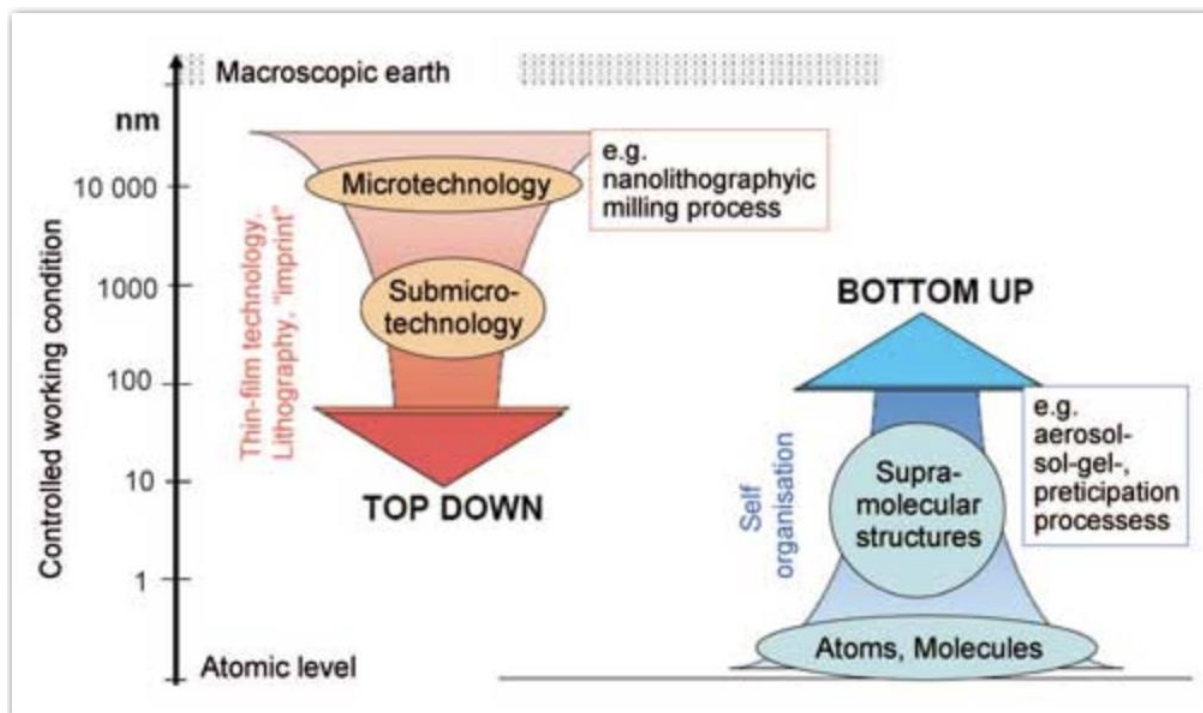 Macroscopic earth
nm
10 000
1000
100
10
1
Controlled working condition
Atomic level
Thin-film technology.
Lithography, "imprint"
Microtechnology
Submicro-
technology
TOP DOWN
e.g.
nanolithographyic
milling process
BOTTOM UP
Self
organisation
Supra-
molecular
structures
Atoms, Molecules
e.g.
aerosol-
sol-gel-,
preticipation
processess